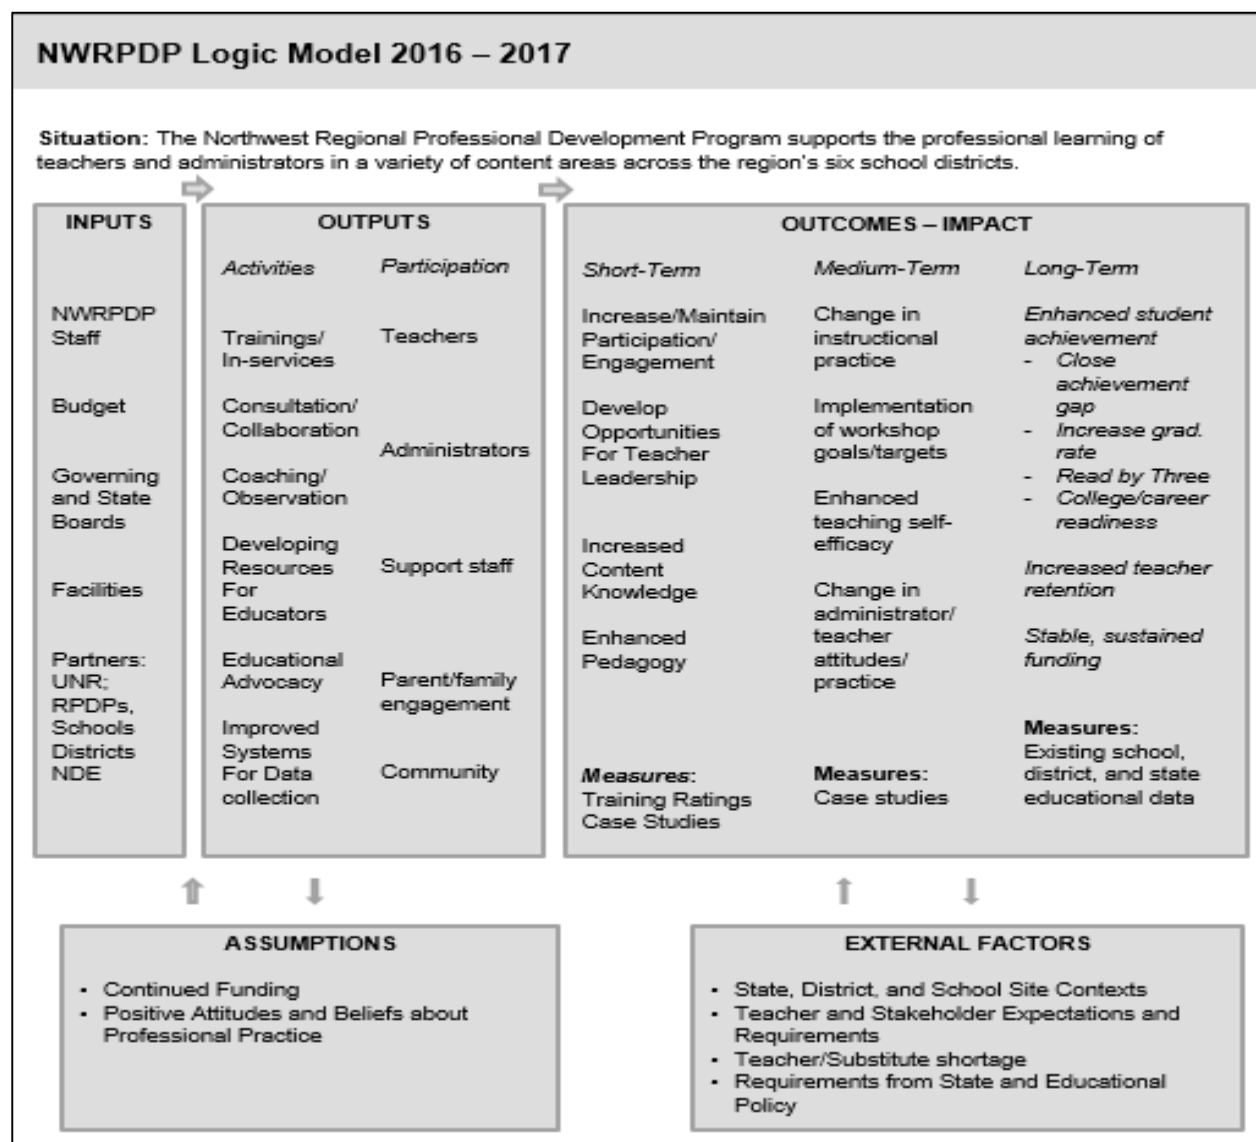 NWRPDP Logic Model 2016 – 2017
Situation: The Northwest Regional Professional Development Program supports the professional learning of
teachers and administrators in a variety of content areas across the region's six school districts.
INPUTS
NWRPDP
Staff
Budget
Governing
and State
Boards
Facilities
Partners:
UNR;
RPDPs,
Schools
Districts
NDE
OUTPUTS
Activities
Trainings/
In-services
Consultation/
Collaboration
Coaching/
Observation
Developing
Resources
For
Educators
Educational
Advocacy
Improved
Systems
For Data
collection
Participation
Teachers
Administrators
Support staff
Parent/family
engagement
Community
OUTCOMES – IMPACT
Short-Term
Increase/Maintain
Participation/
Engagement
Develop
Opportunities
For Teacher
Leadership
Increased
Content
Knowledge
Enhanced
Pedagogy
Measures:
Training Ratings
Case Studies
Medium-Term
Change in
instructional
practice
Implementation
of workshop
goals/targets
Enhanced
teaching self-
efficacy
Change in
administrator/
teacher
attitudes/
practice
Measures:
Case studies
Long-Term
Enhanced student
achievement
- Close
achievement
gap
- Increase grad.
rate
- Read by Three
- College/career
readiness
Increased teacher
retention
Stable, sustained
funding
Measures:
Existing school,
district, and state
educational data
ASSUMPTIONS
• Continued Funding
• Positive Attitudes and Beliefs about
Professional Practice
EXTERNAL FACTORS
• State, District, and School Site Contexts
• Teacher and Stakeholder Expectations and
Requirements
• Teacher/Substitute shortage
• Requirements from State and Educational
Policy